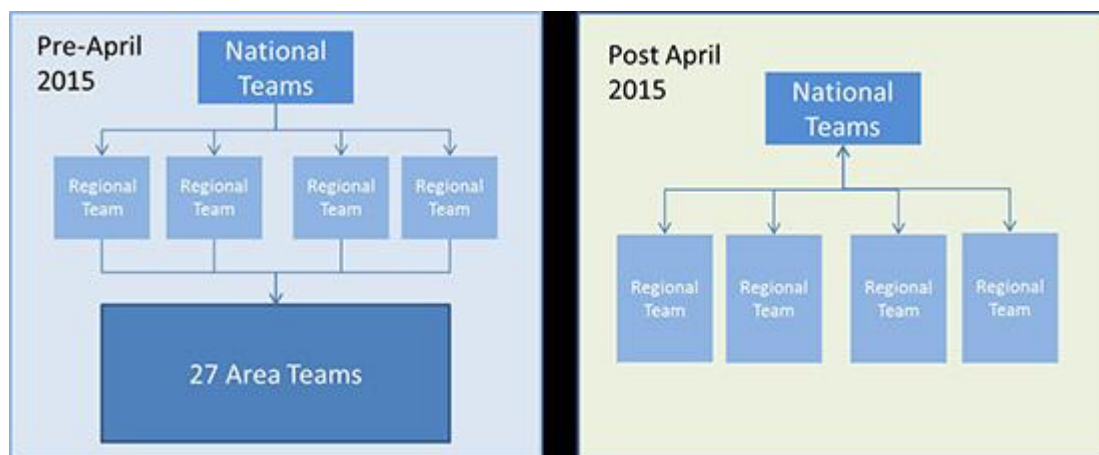 Pre-April
2015
National
Teams
Regional
Team
Regional
Team
Regional
Team
Regional
Team
27 Area Teams
Post April
2015
National
Teams
Regional
Team
Regional
Team
Regional
Team
Regional
Team